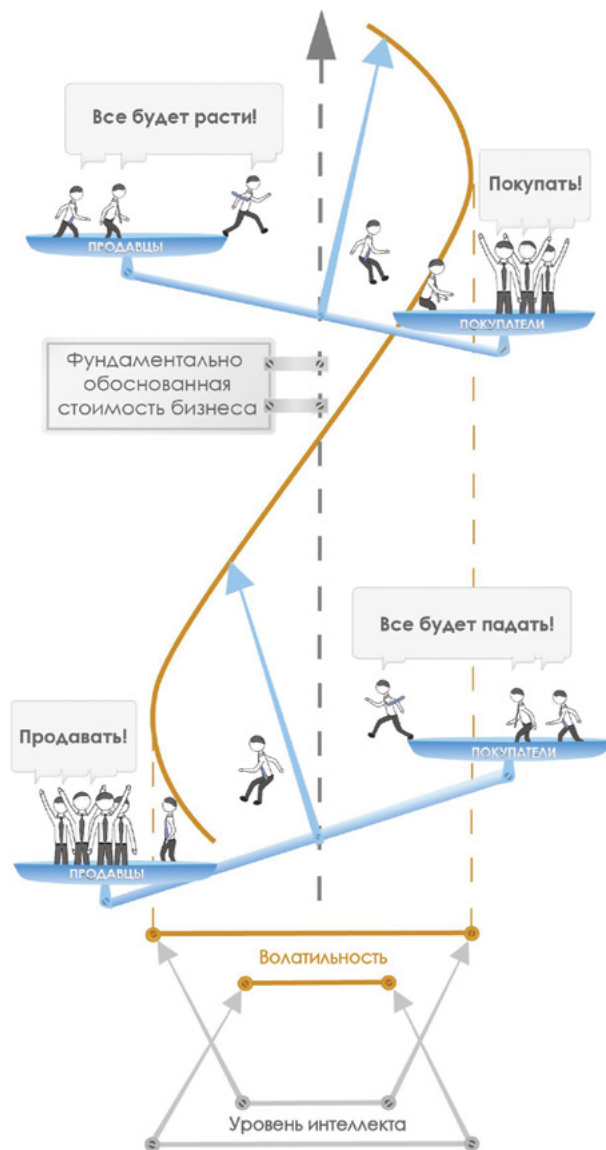 Все будет расти!
Покупать!
ПРОДАВЦЫ
ПОКУПАТЕЛИ
Фундаментально
обоснованная
стоимость бизнеса
Все будет падать!
Продавать!
ПОКУПАТЕЛИ
ПРОДАВЦЫ
Волатильность
Уровень интеллекта